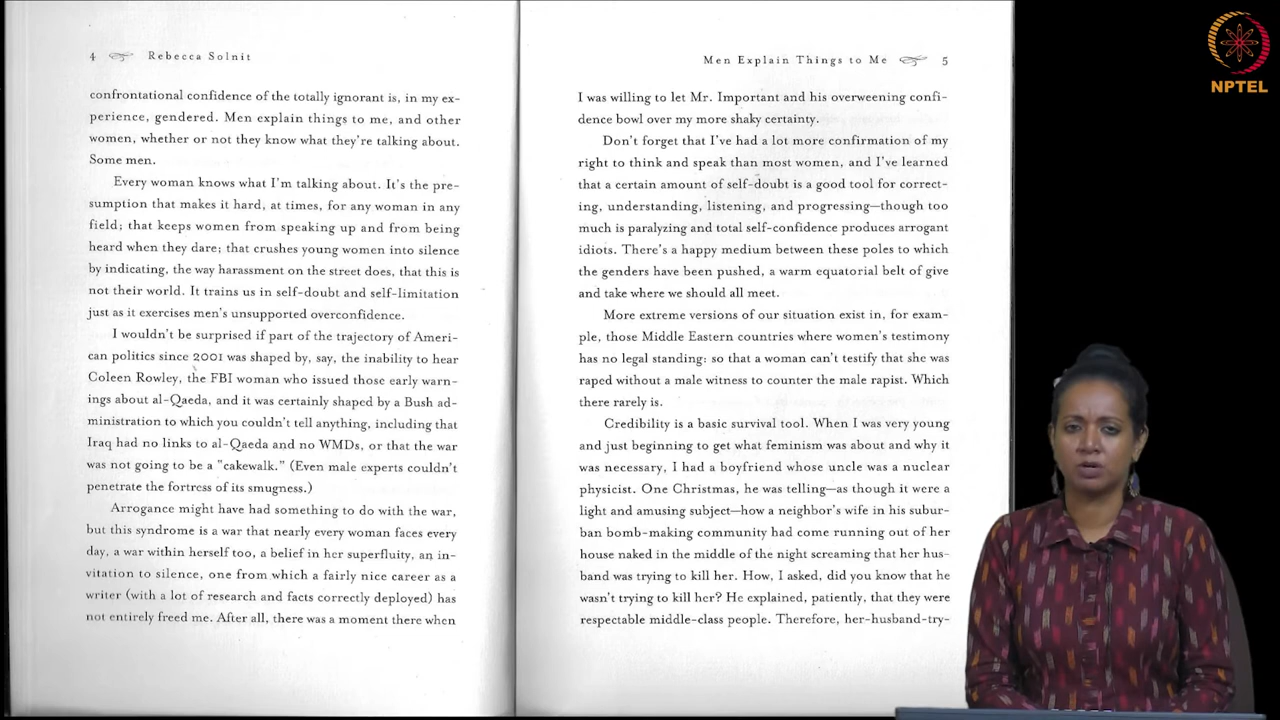 4 Rebecca Solnit
confrontational confidence of the totally ignorant is, in my ex-
perience, gendered. Men explain things to me, and other
women, whether or not they know what they're talking about.
Some men.
Every woman knows what I'm talking about. It's the pre-
sumption that makes it hard, at times, for any woman in any
field; that keeps women from speaking up and from being
heard when they dare; that crushes young women into silence
by indicating, the way harassment on the street does, that this is
not their world. It trains us in self-doubt and self-limitation
just as it exercises men's unsupported overconfidence.
I wouldn't be surprised if part of the trajectory of Ameri-
can politics since 2001 was shaped by, say, the inability to hear
Coleen Rowley, the FBI woman who issued those early warn-
ings about al-Qaeda, and it was certainly shaped by a Bush ad-
ministration to which you couldn't tell anything, including that
Iraq had no links to al-Qaeda and no WMDs, or that the war
was not going to be a "cakewalk." (Even male experts couldn't
penetrate the fortress of its smugness.)
Arrogance might have had something to do with the war,
but this syndrome is a war that nearly every woman faces every
day, a war within herself too, a belief in her superfluity, an in-
vitation to silence, one from which a fairly nice career as a
writer (with a lot of research and facts correctly deployed) has
not entirely freed me. After all, there was a moment there when
Men Explain Things to Me 5
I was willing to let Mr. Important and his overweening confi-
dence bowl over my more shaky certainty.
Don't forget that I've had a lot more confirmation of my
right to think and speak than most women, and I've learned
that a certain amount of self-doubt is a good tool for correct-
ing, understanding, listening, and progressing—though too
much is paralyzing and total self-confidence produces arrogant
idiots. There's a happy medium between these poles to which
the genders have been pushed, a warm equatorial belt of give
and take where we should all meet.
More extreme versions of our situation exist in, for exam-
ple, those Middle Eastern countries where women's testimony
has no legal standing: so that a woman can't testify that she was
raped without a male witness to counter the male rapist. Which
there rarely is.
Credibility is a basic survival tool. When I was very young
and just beginning to get what feminism was about and why it
was necessary, I had a boyfriend whose uncle was a nuclear
physicist. One Christmas, he was telling—as though it were a
light and amusing subject—how a neighbor's wife in his subur-
ban bomb-making community had come running out of her
house naked in the middle of the night screaming that her hus-
band was trying to kill her. How, I asked, did you know that he
wasn't trying to kill her? He explained, patiently, that they were
respectable middle-class people. Therefore, her-husband-try-
NPTEL